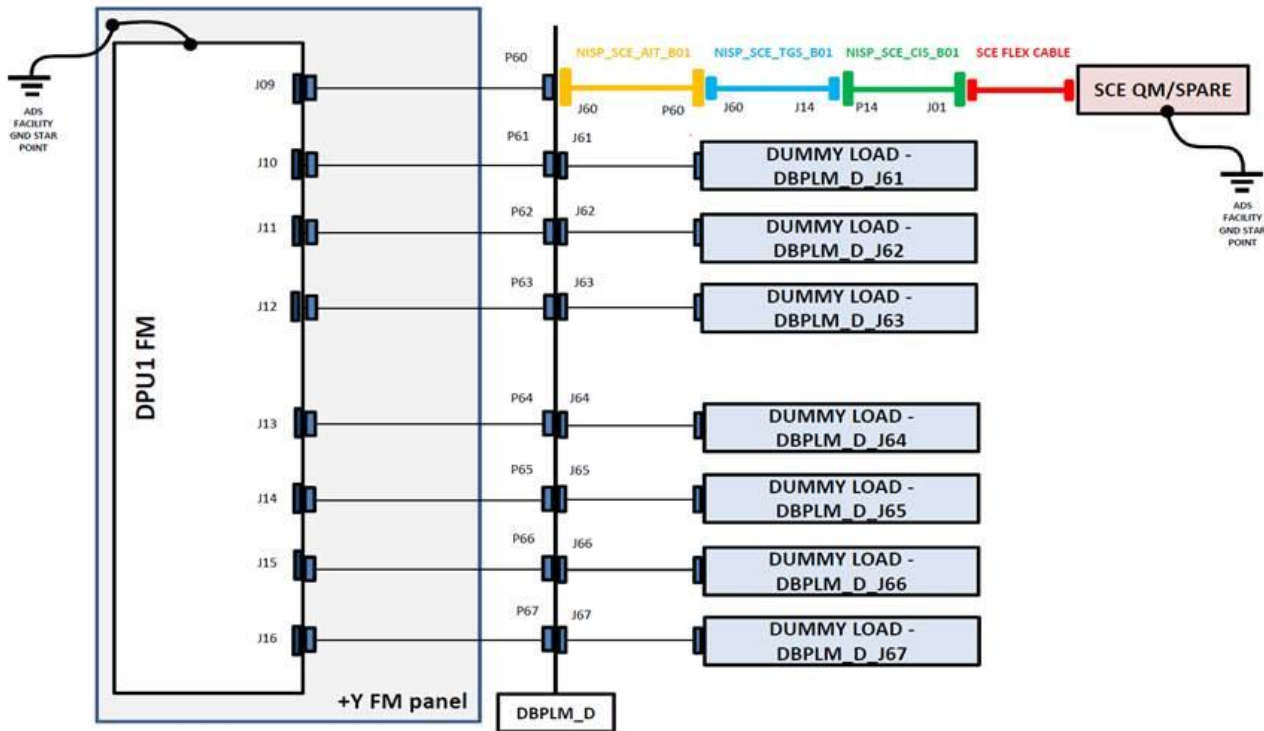 P60
NISP_SCE_AIT_B01
NISP_SCE_TGS_B01
NISP_SCE_CIS_B01
SCE FLEX CABLE
J09
J60
P60
J60
J14
P14
J01
SCE QM/SPARE
ADS
FACILITY
GND STAR
POINT
ADS
FACILITY
GND STAR
POINT
J10
P61
J61
DUMMY LOAD -
DBPLM_D_J61
J11
P62
J62
DUMMY LOAD -
DBPLM_D_J62
J12
P63
J63
DUMMY LOAD -
DBPLM_D_J63
DPU1 FM
J13
P64
J64
DUMMY LOAD -
DBPLM_D_J64
J14
P65
J65
DUMMY LOAD -
DBPLM_D_J65
J15
P66
J66
DUMMY LOAD -
DBPLM_D_J66
J16
P67
J67
DUMMY LOAD -
DBPLM_D_J67
+Y FM panel
DBPLM_D